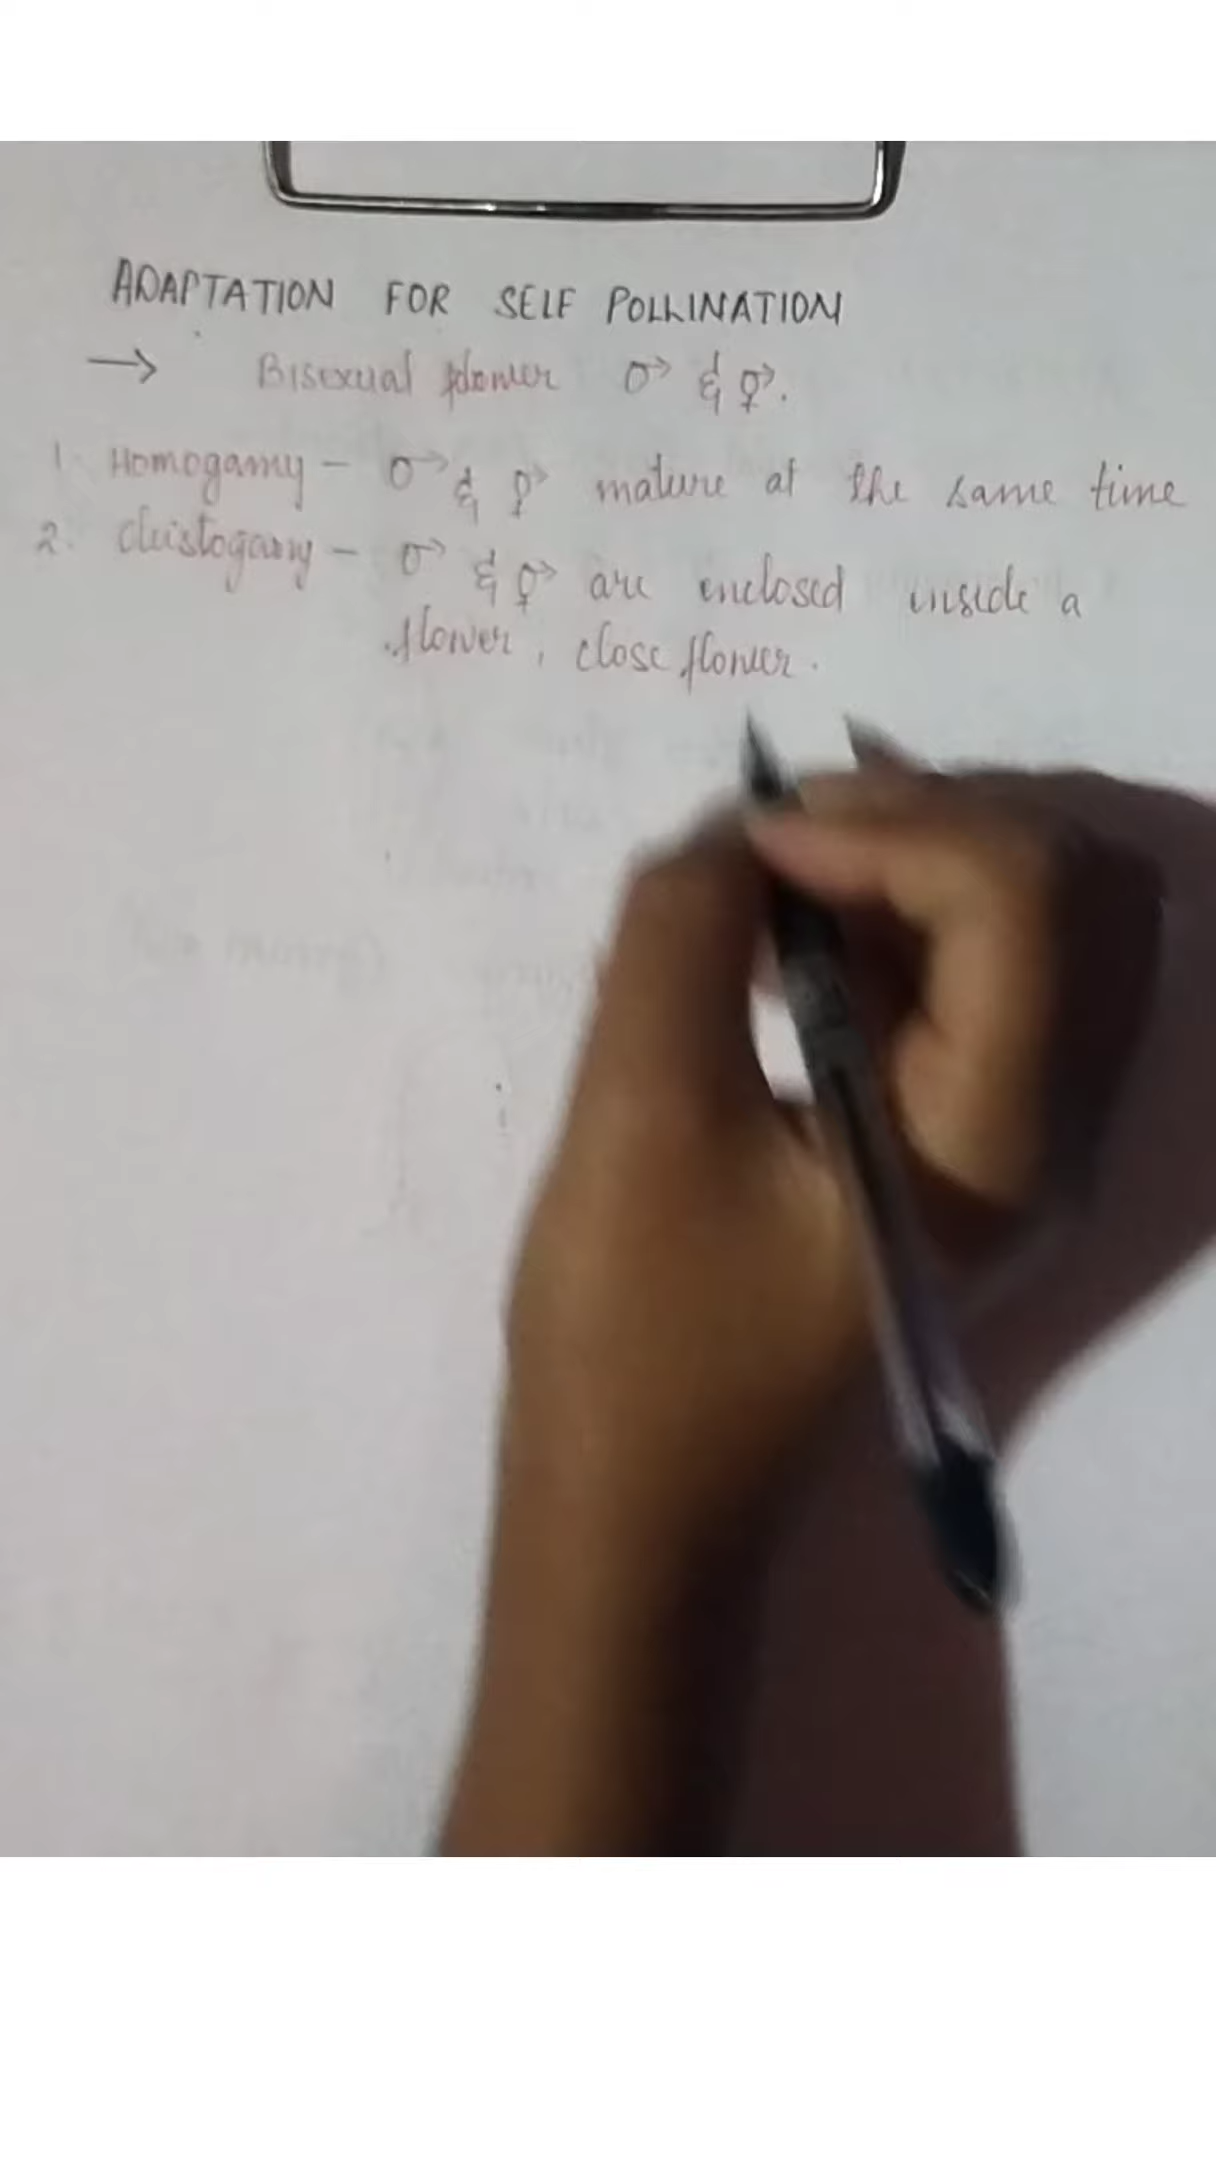 ADAPTATION FOR SELF POLLINATION
→ Bisexual flower ♂ & ⚥.
1. Homogamy - ♂ & ⚥ mature at the same time
2. cleistogamy - ♂ & ⚥ are enclosed inside a
flower, close flower.